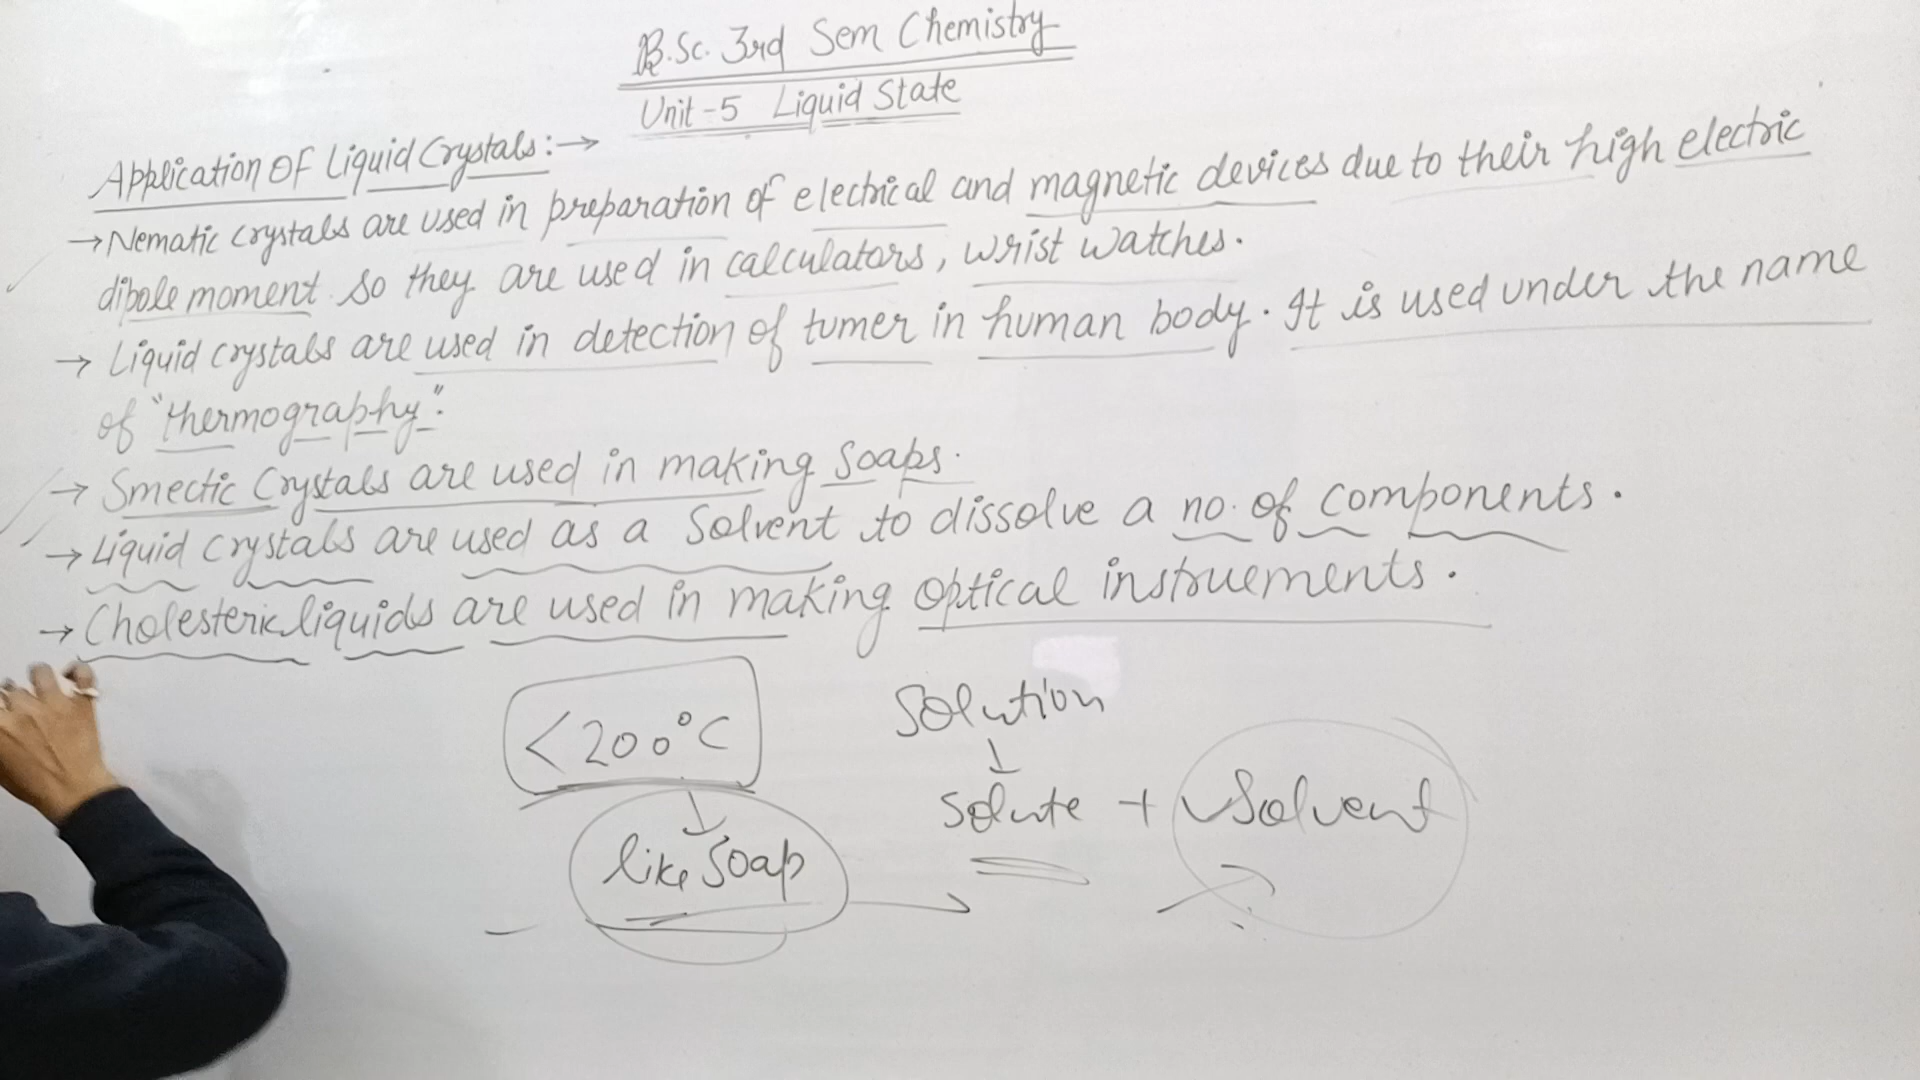 B.Sc. 3rd Sem Chemistry
Unit-5 Liquid State
Application Of Liquid Crystals:→
→ Nematic crystals are used in preparation of electrical and magnetic devices due to their high electric
dipole moment so they are used in calculators, wrist watches.
→ Liquid crystals are used in detection of tumer in human body. It is used under the name
of "thermography".
→ Smectic Crystals are used in making Soaps.
→ Liquid crystals are used as a Solvent to dissolve a no. of components.
→ Cholesteric liquids are used in making optical instruements.
<200°C
like Soap
Solution
Solute + Solvent